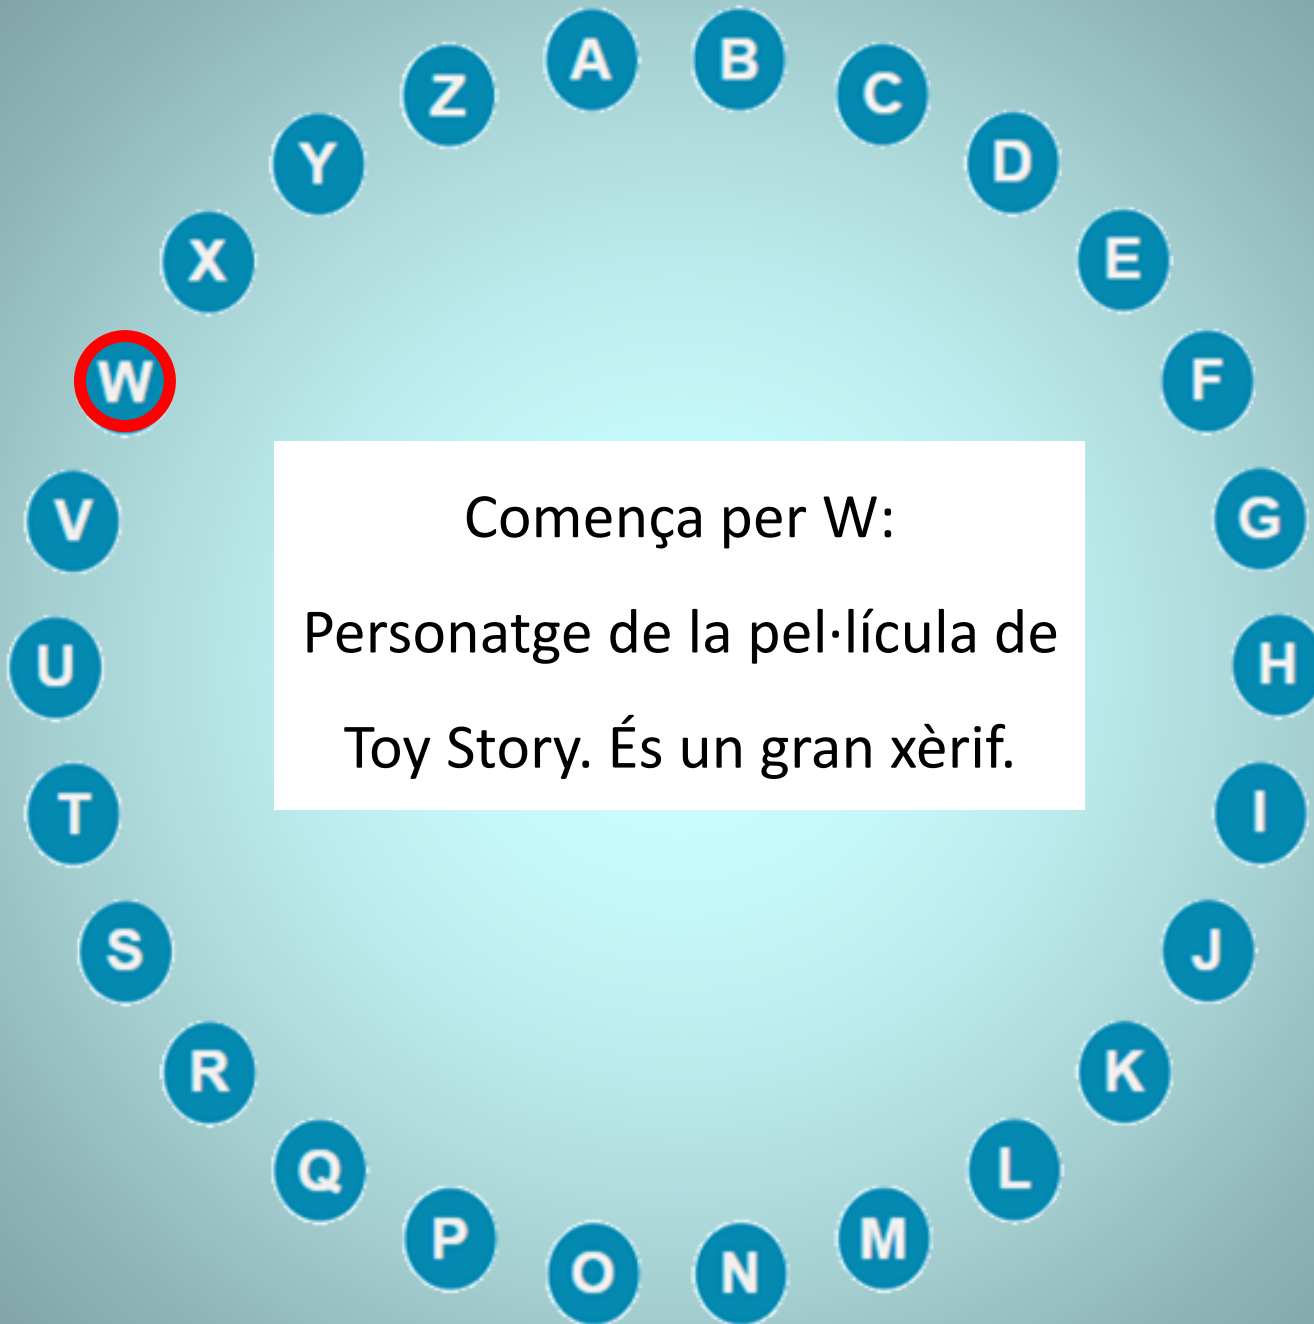 A
B
C
D
E
F
G
H
I
J
K
L
M
N
O
P
Q
R
S
T
U
V
W
X
Y
Z
Comença per W:
Personatge de la pel·lícula de
Toy Story. És un gran xèrif.